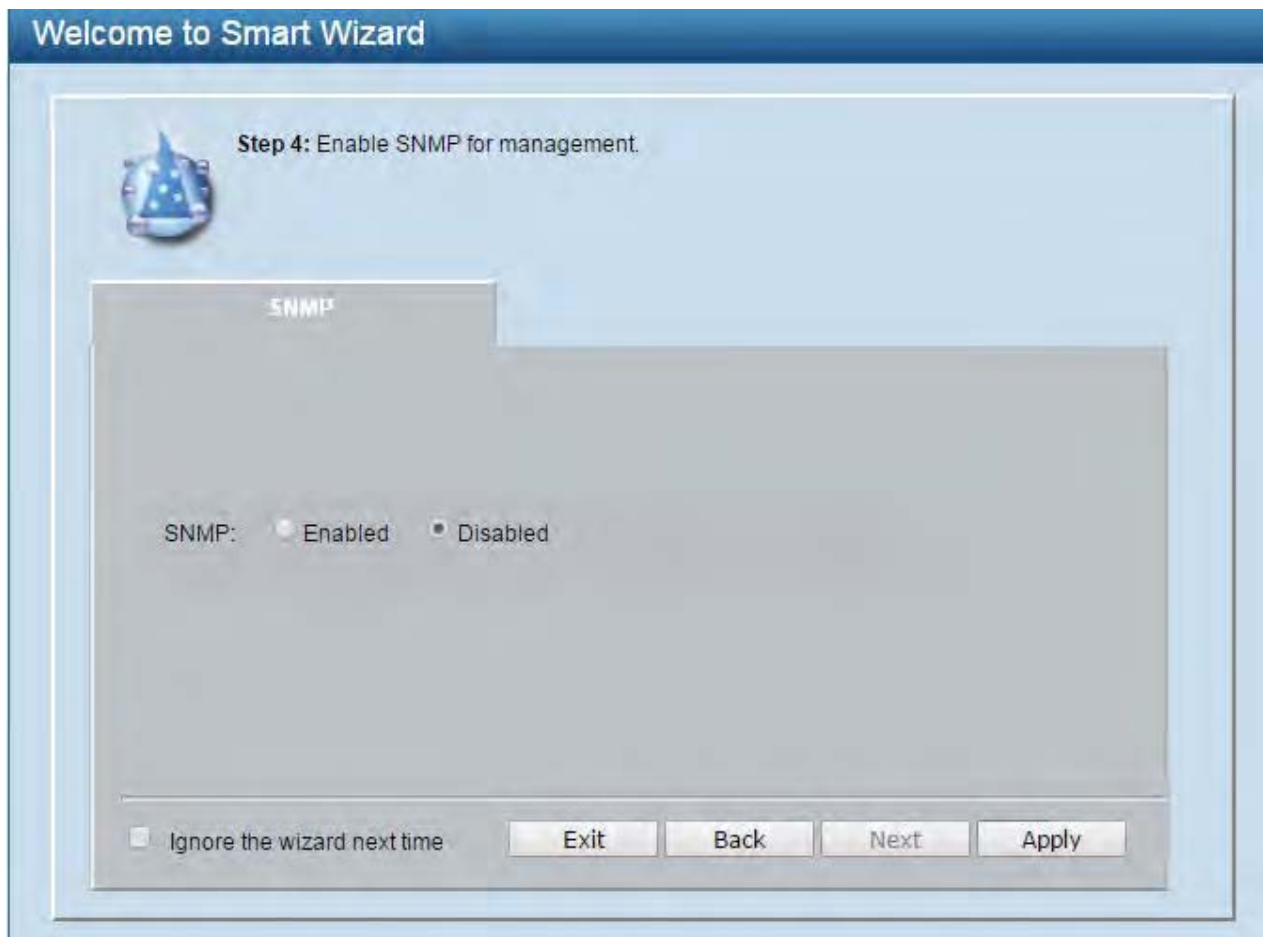 Welcome to Smart Wizard
Step 4: Enable SNMP for management.
SNMP
SNMP: Enabled Disabled
Ignore the wizard next time Exit Back Next Apply